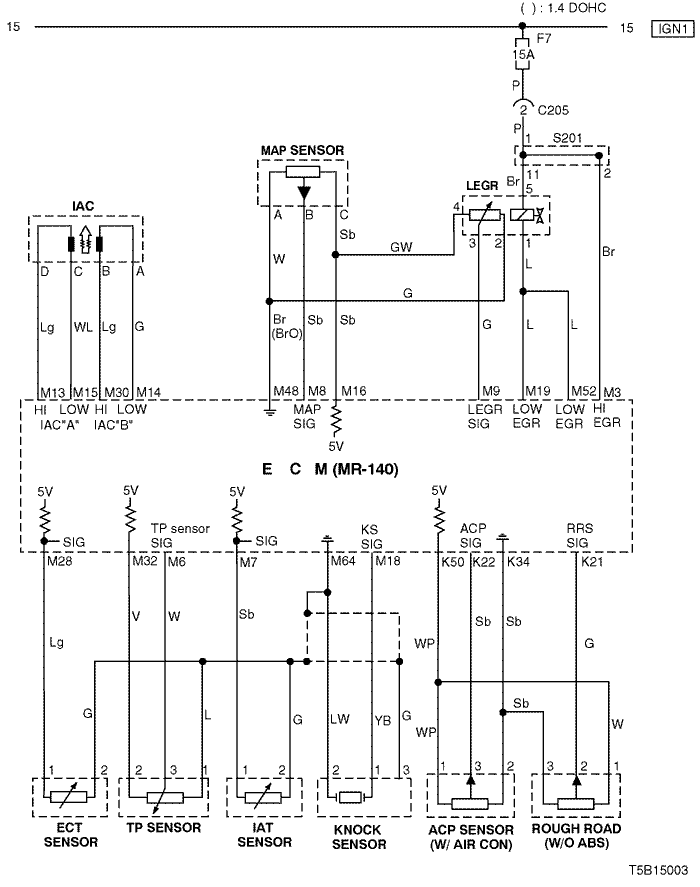 ( ) : 1.4 DOHC
15 15 IGN1
F7
15A
P
2 C205
P
1 S201
MAP SENSOR
11 2
LEGR Br
5
IAC
A B C 4
Sb
3 2 1
GW Br
D C B A
W L
G
Lg WL Lg G Br Sb Sb G L L
(BrO)
M13 M15 M30 M14 M48 M8 M16 M9 M19 M52 M3
HI LOW HI LOW MAP LEGR LOW LOW HI
IAC"A" IAC"B" SIG SIG EGR EGR EGR
5V
E C M (MR-140)
5V 5V 5V 5V
TP sensor KS ACP RRS
SIG SIG SIG SIG SIG SIG
M28 M32 M6 M7 M64 M18 K50 K22 K34 K21
V W Sb Sb Sb
Lg WP G
Sb
G L G LW YB G WP W
1 2 2 3 1 1 2 2 1 3 1 3 2 3 2 1
ECT TP SENSOR IAT KNOCK ACP SENSOR ROUGH ROAD
SENSOR SENSOR SENSOR (W/ AIR CON) (W/O ABS)
T5B15003